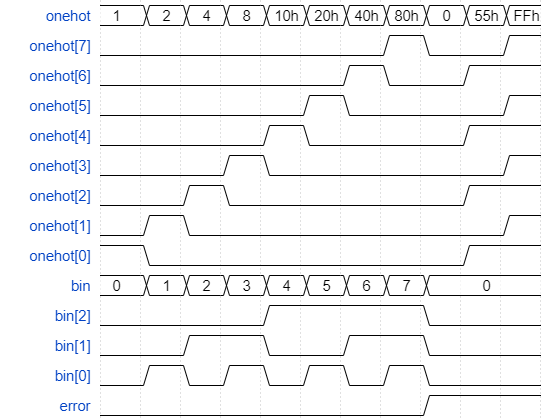 onehot 1 2 4 8 10h 20h 40h 80h 0 55h FFh
onehot[7]
onehot[6]
onehot[5]
onehot[4]
onehot[3]
onehot[2]
onehot[1]
onehot[0]
bin 0 1 2 3 4 5 6 7 0
bin[2]
bin[1]
bin[0]
error